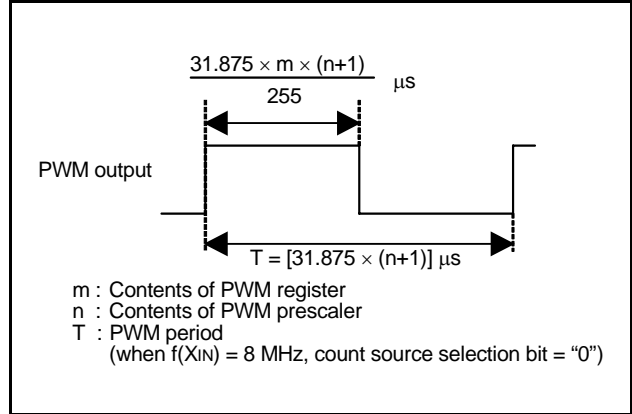 31.875 × m × (n+1)
255
μs
PWM output
T = [31.875 × (n+1)] μs
m : Contents of PWM register
n : Contents of PWM prescaler
T : PWM period
(when f(XIN) = 8 MHz, count source selection bit = “0”)